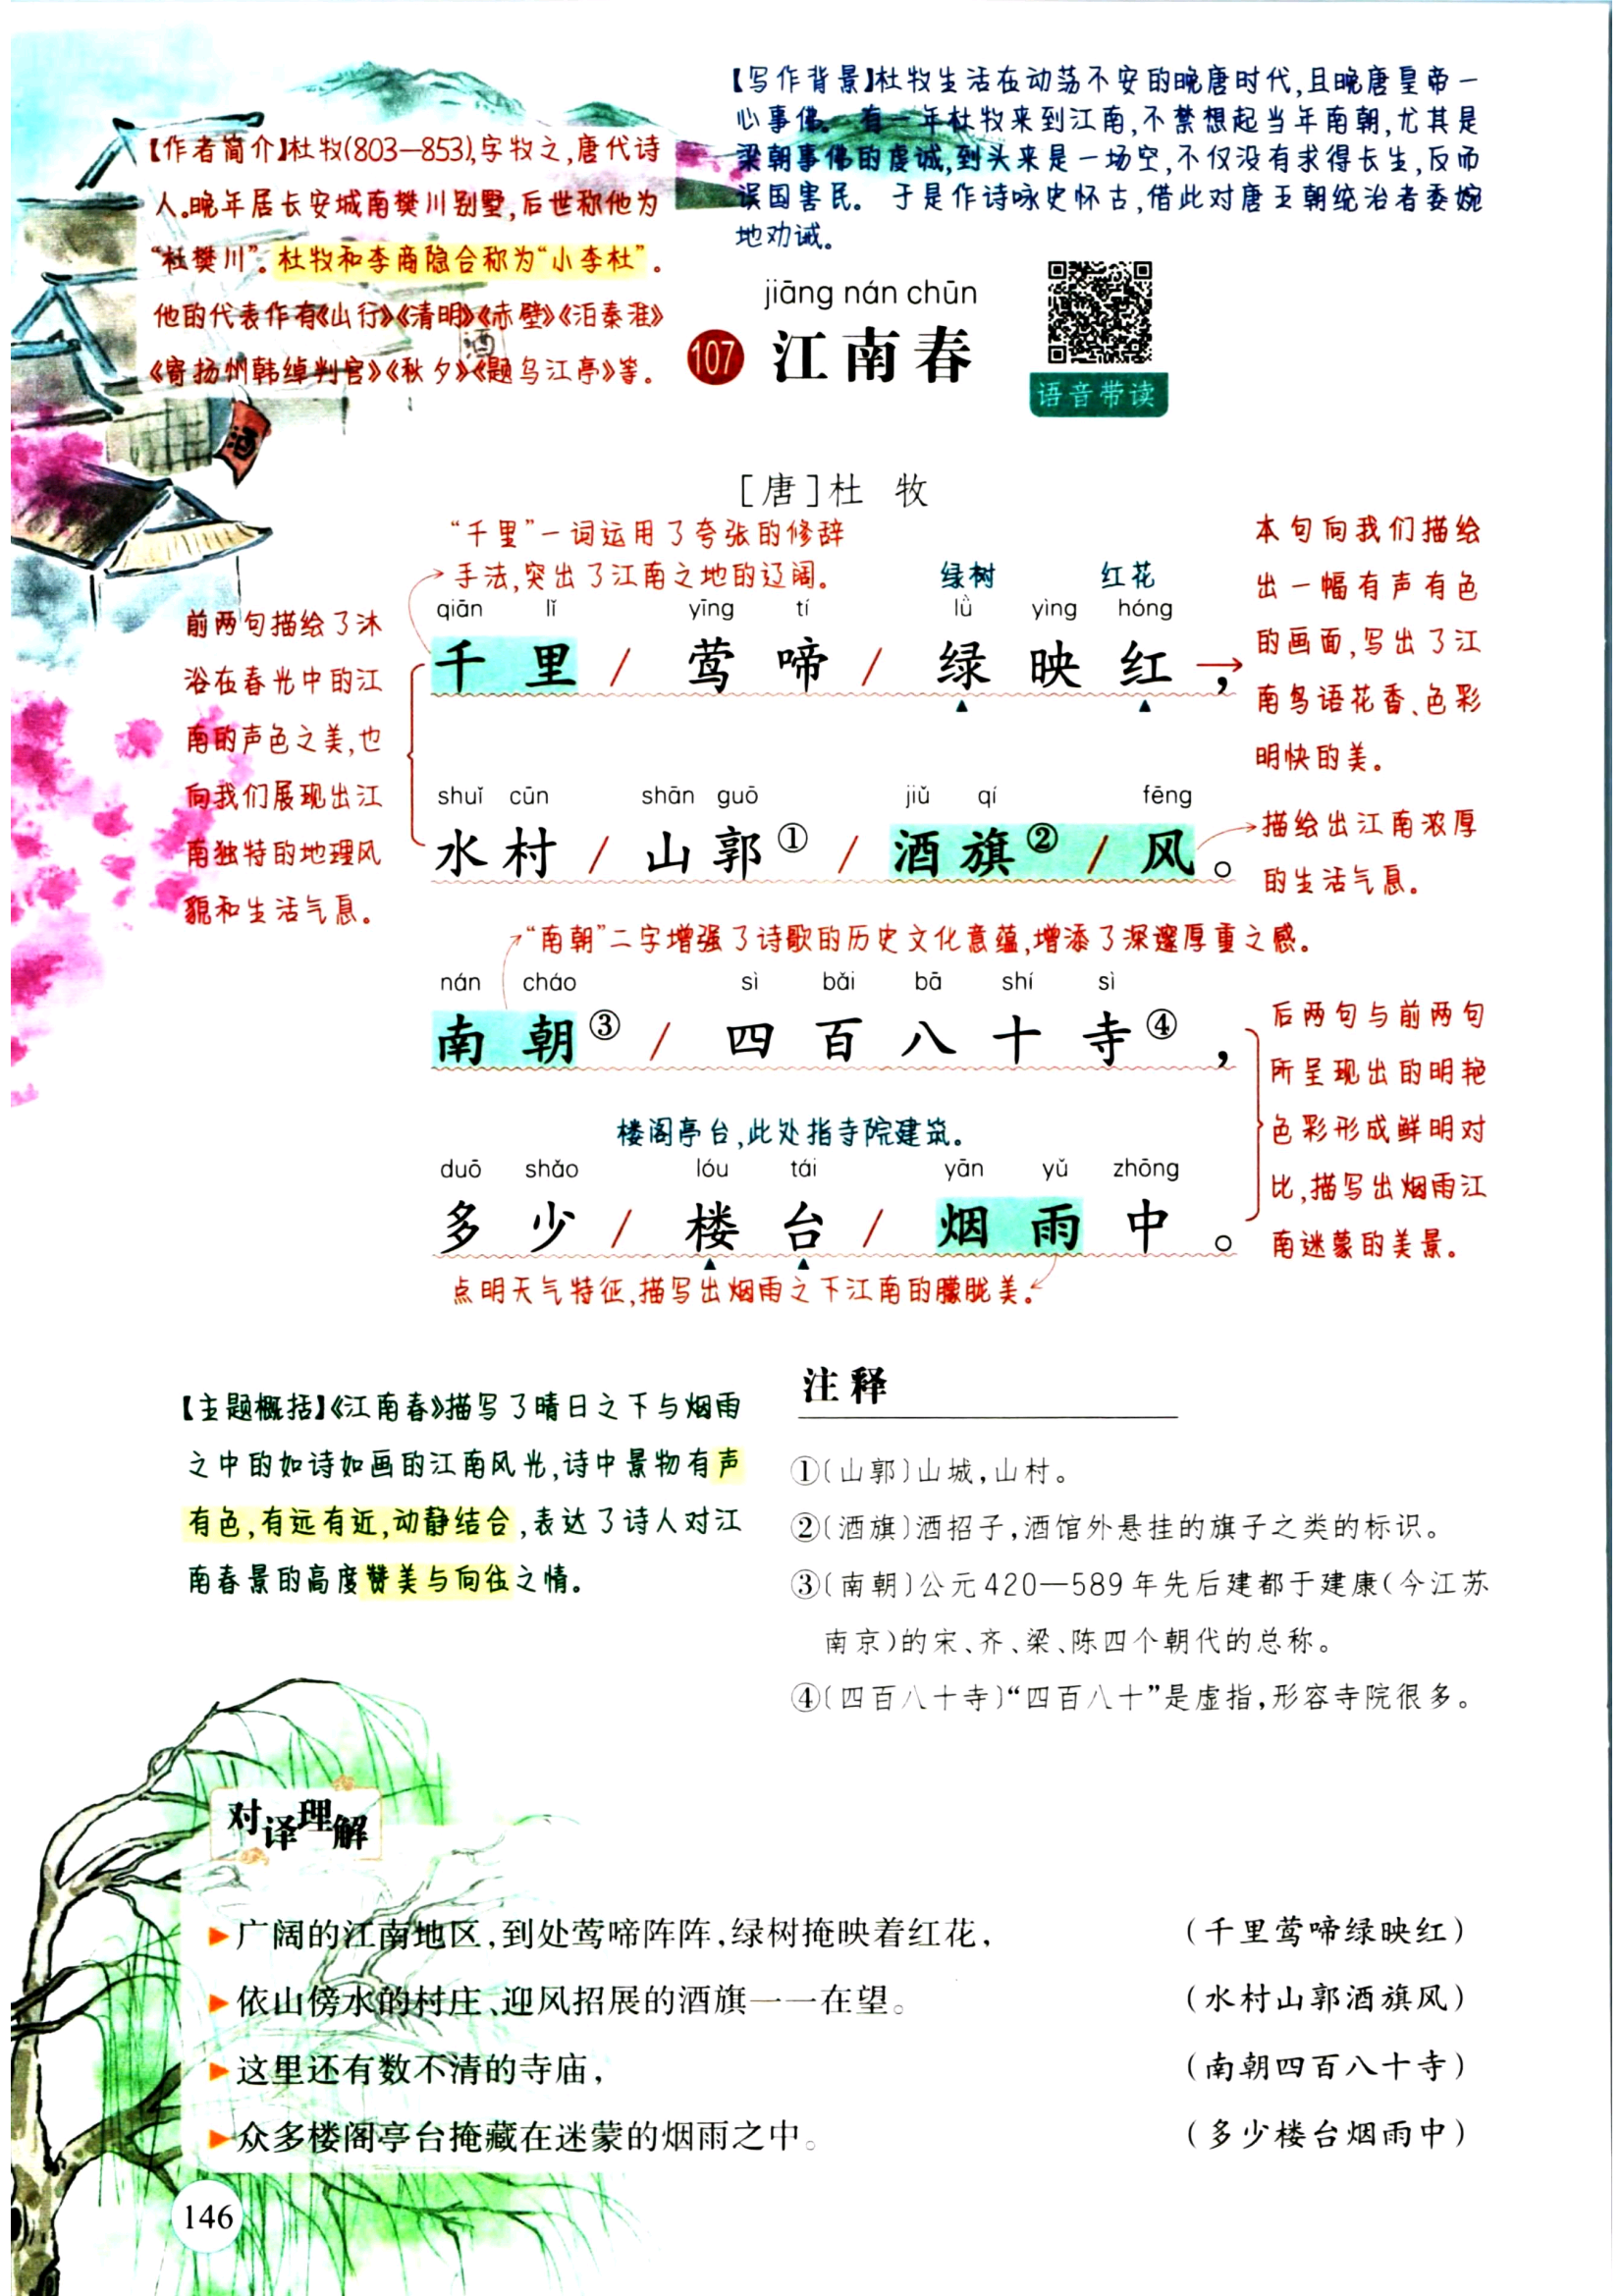 【作者简介】杜牧(803—853),字牧之,唐代诗
人。晚年居长安城南樊川别墅,后世称他为
“杜樊川”。杜牧和李商隐合称为“小李杜”。
他的代表作有《山行》《清明》《赤壁》《泊秦淮》
《寄扬州韩绰判官》《秋夕》《题乌江亭》等。
【写作背景】杜牧生活在动荡不安的晚唐时代,且晚唐皇帝一
心事佛。有一年杜牧来到江南,不禁想起当年南朝,尤其是
梁朝事佛的虔诚,到头来是一场空,不仅没有求得长生,反而
误国害民。于是作诗咏史怀古,借此对唐王朝统治者委婉
地劝诫。
酒
酒
jiāng nán chūn
107 江南春
语音带读
[唐]杜 牧
“千里”一词运用了夸张的修辞
手法,突出了江南之地的辽阔。
绿树 红花
qiān lǐ yīng tí lǜ yìng hóng
千里/莺啼/绿映红,
本句向我们描绘
出一幅有声有色
的画面,写出了江
南鸟语花香、色彩
明快的美。
前两句描绘了沐
浴在春光中的江
南的声色之美,也
向我们展现出江
南独特的地理风
貌和生活气息。
shuǐ cūn shān guō jiǔ qí fēng
水村/山郭①/酒旗②/风。
描绘出江南浓厚
的生活气息。
“南朝”二字增强了诗歌的历史文化意蕴,增添了深邃厚重之感。
nán cháo sì bǎi bā shí sì
南朝③/四百八十寺④,
楼阁亭台,此处指寺院建筑。
duō shǎo lóu tái yān yǔ zhōng
多少/楼台/烟雨中。
点明天气特征,描写出烟雨之下江南的朦胧美。
后两句与前两句
所呈现出的明艳
色彩形成鲜明对
比,描写出烟雨江
南迷蒙的美景。
【主题概括】《江南春》描写了晴日之下与烟雨
之中的如诗如画的江南风光,诗中景物有声
有色,有远有近,动静结合,表达了诗人对江
南春景的高度赞美与向往之情。
注释
①〔山郭〕山城,山村。
②〔酒旗〕酒招子,酒馆外悬挂的旗子之类的标识。
③〔南朝〕公元420—589年先后建都于建康(今江苏
南京)的宋、齐、梁、陈四个朝代的总称。
④〔四百八十寺〕“四百八十”是虚指,形容寺院很多。
对译理解
广阔的江南地区,到处莺啼阵阵,绿树掩映着红花, (千里莺啼绿映红)
依山傍水的村庄、迎风招展的酒旗一一在望。 (水村山郭酒旗风)
这里还有数不清的寺庙, (南朝四百八十寺)
众多楼阁亭台掩藏在迷蒙的烟雨之中。 (多少楼台烟雨中)
146